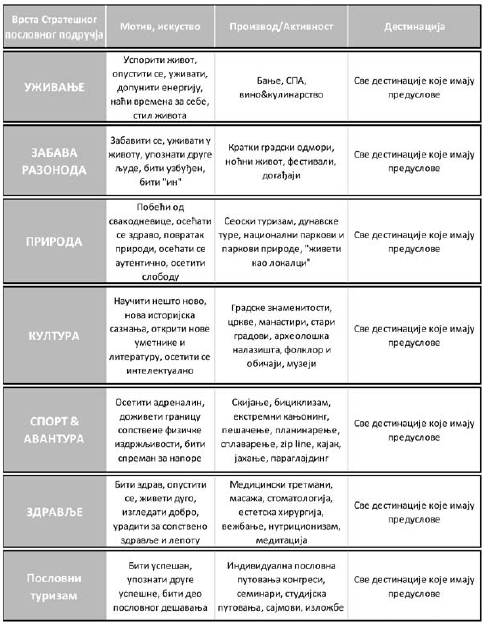 Врста Стратешког
пословног подручја
Мотив, искуство
Производ/Активност
Дестинација
УЖИВАЊЕ
Успорити живот,
опустити се, уживати,
допунити енергију,
наћи времена за себе,
стил живота
Бање, СПА,
вино&кулинарство
Све дестинације које имају
предуслове
ЗАБАВА
РАЗОНОДА
Забавити се, уживати у
животу, упознати друге
људе, бити узбуђен,
бити "ин"
Кратки градски одмори,
ноћни живот, фестивали,
догађаји
Све дестинације које имају
предуслове
ПРИРОДА
Побећи од
свакодневице, осећати
се здраво, повратак
природи, осећати се
аутентично, осетити
слободу
Сеоски туризам, дунавске
туре, национални паркови и
паркови природе, "живети
као локалци"
Све дестинације које имају
предуслове
КУЛТУРА
Научити нешто ново,
нова историјска
сазнања, открити нове
уметнике и
литературу, осетити се
интелектуално
Градске знаменитости,
цркве, манастири, стари
градови, археолошка
налазишта, фолклор и
обичаји, музеји
Све дестинације које имају
предуслове
СПОРТ &
АВАНТУРА
Осетити адреналин,
доживети границу
сопствене физичке
издржљивости, бити
спреман за напоре
Скијање, бициклизам,
екстремни кањонинг,
пешачење, планинарење,
сплаварење, zip line, кајак,
јахање, параглајдинг
Све дестинације које имају
предуслове
ЗДРАВЉЕ
Бити здрав, опустити
се, живети дуго,
изгледати добро,
урадити за сопствено
здравље и лепоту
Медицински третмани,
масажа, стоматологија,
естетска хирургија,
вежбање, нутриционизам,
медитација
Све дестинације које имају
предуслове
Пословни
туризам
Бити успешан,
упознати друге
успешне, бити део
пословног дешавања
Индивидуална пословна
путовања конгреси,
семинари, студијска
путовања, сајмови, изложбе
Све дестинације које имају
предуслове